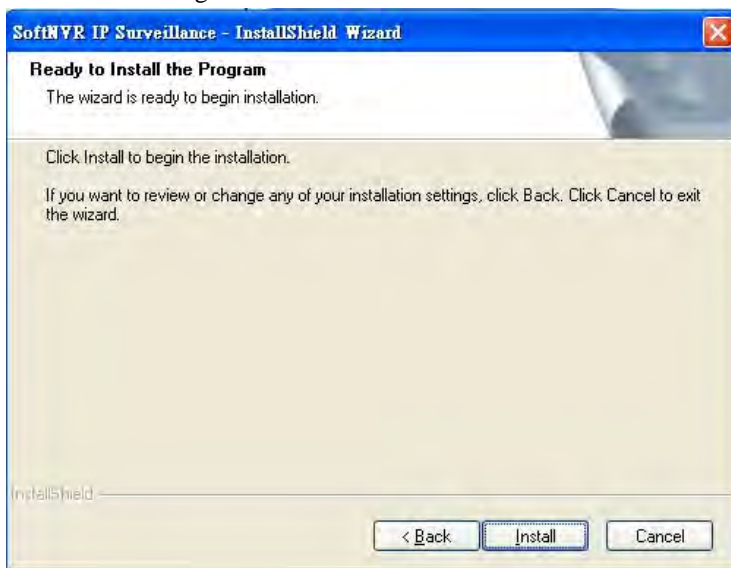 SoftNVR IP Surveillance - InstallShield Wizard
Ready to Install the Program
The wizard is ready to begin installation.
Click Install to begin the installation.
If you want to review or change any of your installation settings, click Back. Click Cancel to exit
the wizard.
InstallShield
< Back Install Cancel